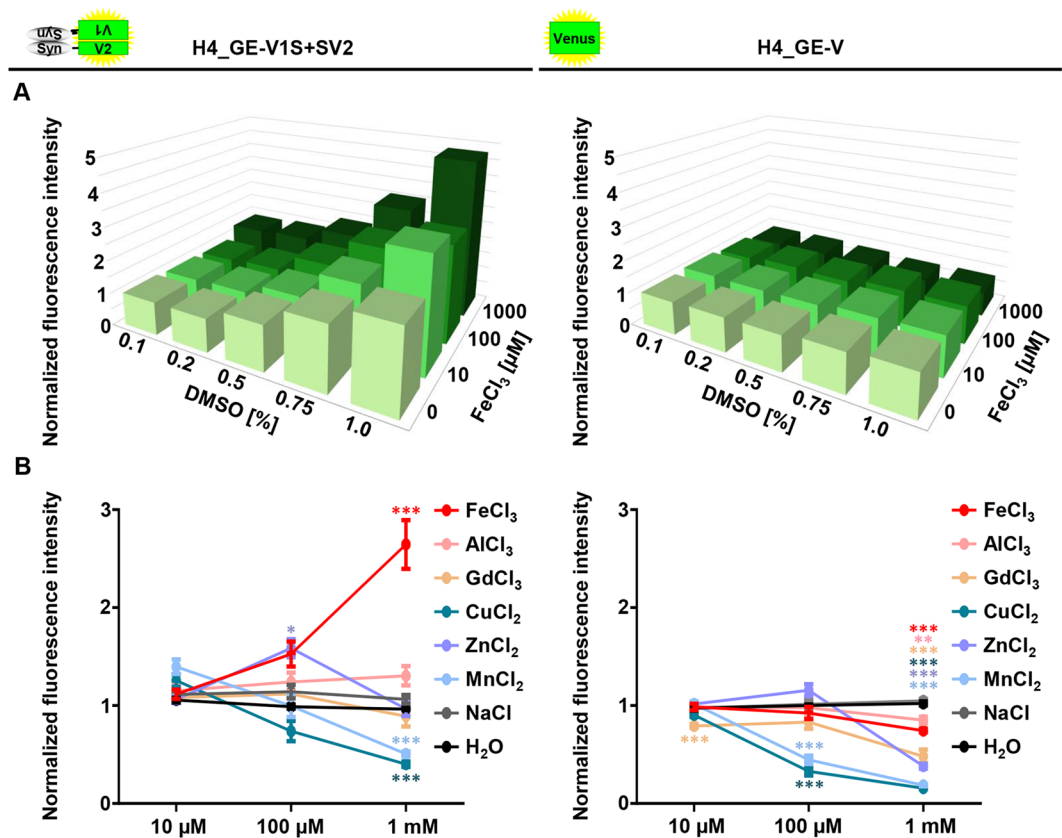 Syn V1
Syn V2
H4_GE-V1S+SV2
Venus
H4_GE-V
A
Normalized fluorescence intensity
5
4
3
2
1
0
0.1
0.2
0.5
0.75
1.0
DMSO [%]
0
10
100
1000
FeCl3 [µM]
Normalized fluorescence intensity
5
4
3
2
1
0
0.1
0.2
0.5
0.75
1.0
DMSO [%]
0
10
100
1000
FeCl3 [µM]
B
Normalized fluorescence intensity
3
2
1
0
10 µM
100 µM
1 mM
*
***
***
***
FeCl3
AlCl3
GdCl3
CuCl2
ZnCl2
MnCl2
NaCl
H2O
Normalized fluorescence intensity
3
2
1
0
10 µM
100 µM
1 mM
***
***
***
***
**
***
***
***
***
FeCl3
AlCl3
GdCl3
CuCl2
ZnCl2
MnCl2
NaCl
H2O